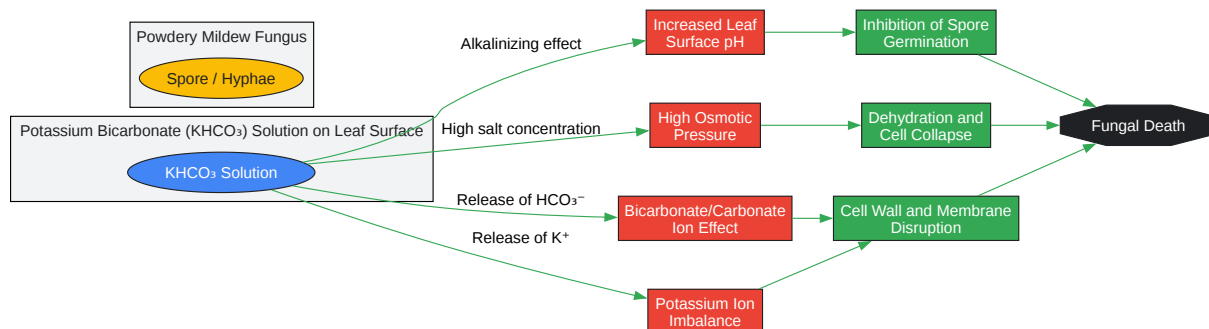 Powdery Mildew Fungus
Spore / Hyphae
Potassium Bicarbonate (KHCO₃) Solution on Leaf Surface
KHCO₃ Solution
Alkalinizing effect
High salt concentration
Release of HCO₃⁻
Release of K⁺
Increased Leaf
Surface pH
High Osmotic
Pressure
Bicarbonate/Carbonate
Ion Effect
Potassium Ion
Imbalance
Inhibition of Spore
Germination
Dehydration and
Cell Collapse
Cell Wall and Membrane
Disruption
Fungal Death